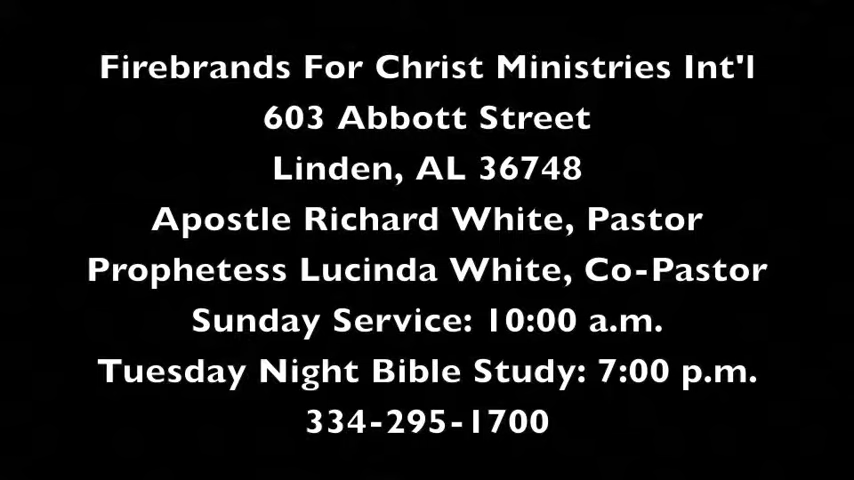 Firebrands For Christ Ministries Int'l
603 Abbott Street
Linden, AL 36748
Apostle Richard White, Pastor
Prophetess Lucinda White, Co-Pastor
Sunday Service: 10:00 a.m.
Tuesday Night Bible Study: 7:00 p.m.
334-295-1700